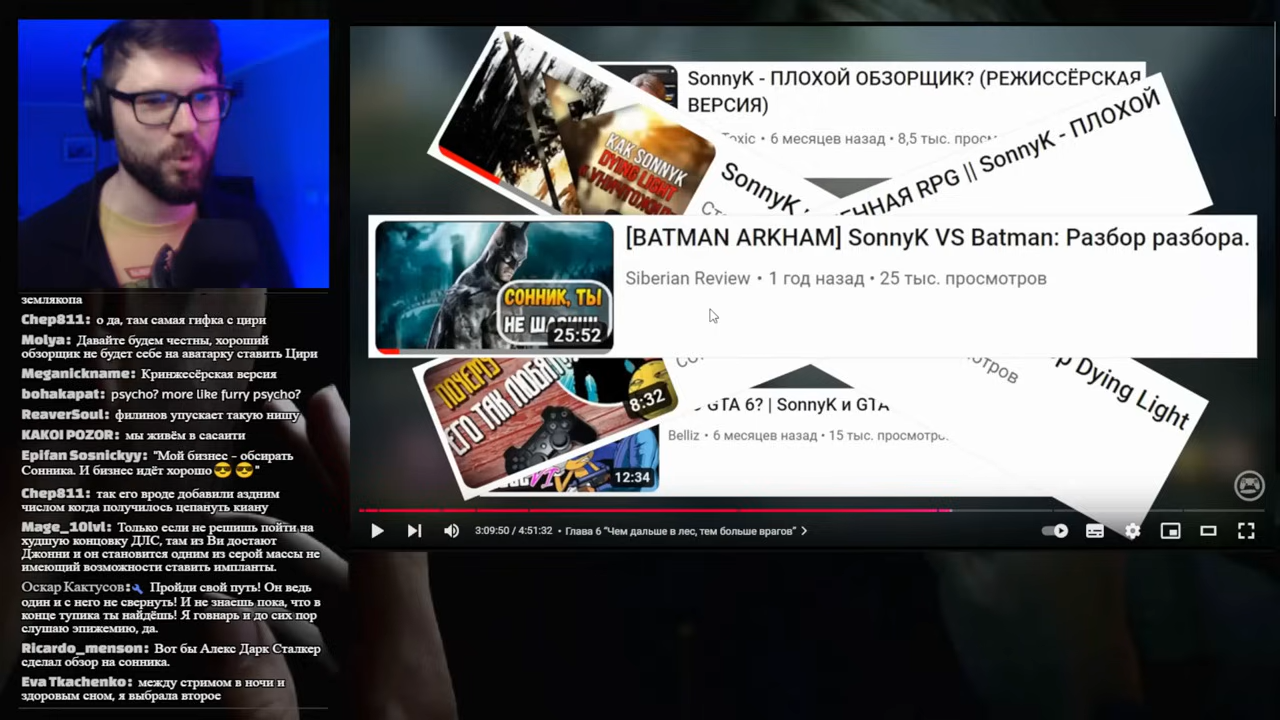 землякопа
Chep811: о да, там самая гифка с цири
Molya: Давайте будем честны, хороший
обзорщик не будет себе на аватарку ставить Цири
Meganickname: Кринжесёрская версия
bohakapat: psycho? more like furry psycho?
ReaverSoul: филинов упускает такую нишу
KAKOI POZOR: мы живём в сасаити
Epifan Sosnickyy: "Мой бизнес - обсирать
Сонника. И бизнес идёт хорошо😎 😎"
Chep811: так его вроде добавили аздним
числом когда получилось цепануть киану
Mage_10lvl: Только если не решишь пойти на
худшую концовку ДЛС, там из Ви достают
Джонни и он становится одним из серой массы не
имеющий возможности ставить импланты.
Оскар Кактусов: Пройди свой путь! Он ведь
один и с него не свернуть! И не знаешь пока, что в
конце тупика ты найдёшь! Я говнарь и до сих пор
слушаю эпижемию, да.
Ricardo_menson: Вот бы Алекс Дарк Сталкер
сделал обзор на сонника.
Eva Tkachenko: между стримом в ночи и
здоровым сном, я выбрала второе
SonnyK - ПЛОХОЙ ОБЗОРЩИК? (РЕЖИССЁРСКАЯ
ВЕРСИЯ)
6 месяцев назад • 8,5 тыс.
КАК SONNYK
DYING LIGHT
SonnyK
RPG || SonnyK - ПЛОХОЙ
[BATMAN ARKHAM] SonnyK VS Batman: Разбор разбора.
Siberian Review • 1 год назад • 25 тыс. просмотров
СОННИК, ТЫ
НЕ
25:52
ПОЧЕМУ
ЕГО ТАК ЛЮБЯТ
8:32
Dying Light
GTA 6? | SonnyK и GTA
Belliz • 6 месяцев назад • 15 тыс.
12:34
3:09:50 / 4:51:32 • Глава 6 “Чем дальше в лес, тем больше врагов” >